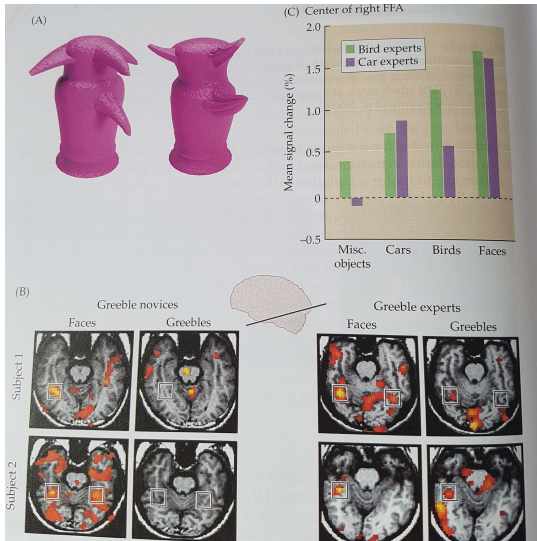 (A)
(C) Center of right FFA
Mean signal change (%)
2.0
1.5
1.0
0.5
0
–0.5
Bird experts
Car experts
Misc.
objects
Cars
Birds
Faces
(B)
Greeble novices
Greeble experts
Faces
Greebles
Faces
Greebles
Subject 1
Subject 2